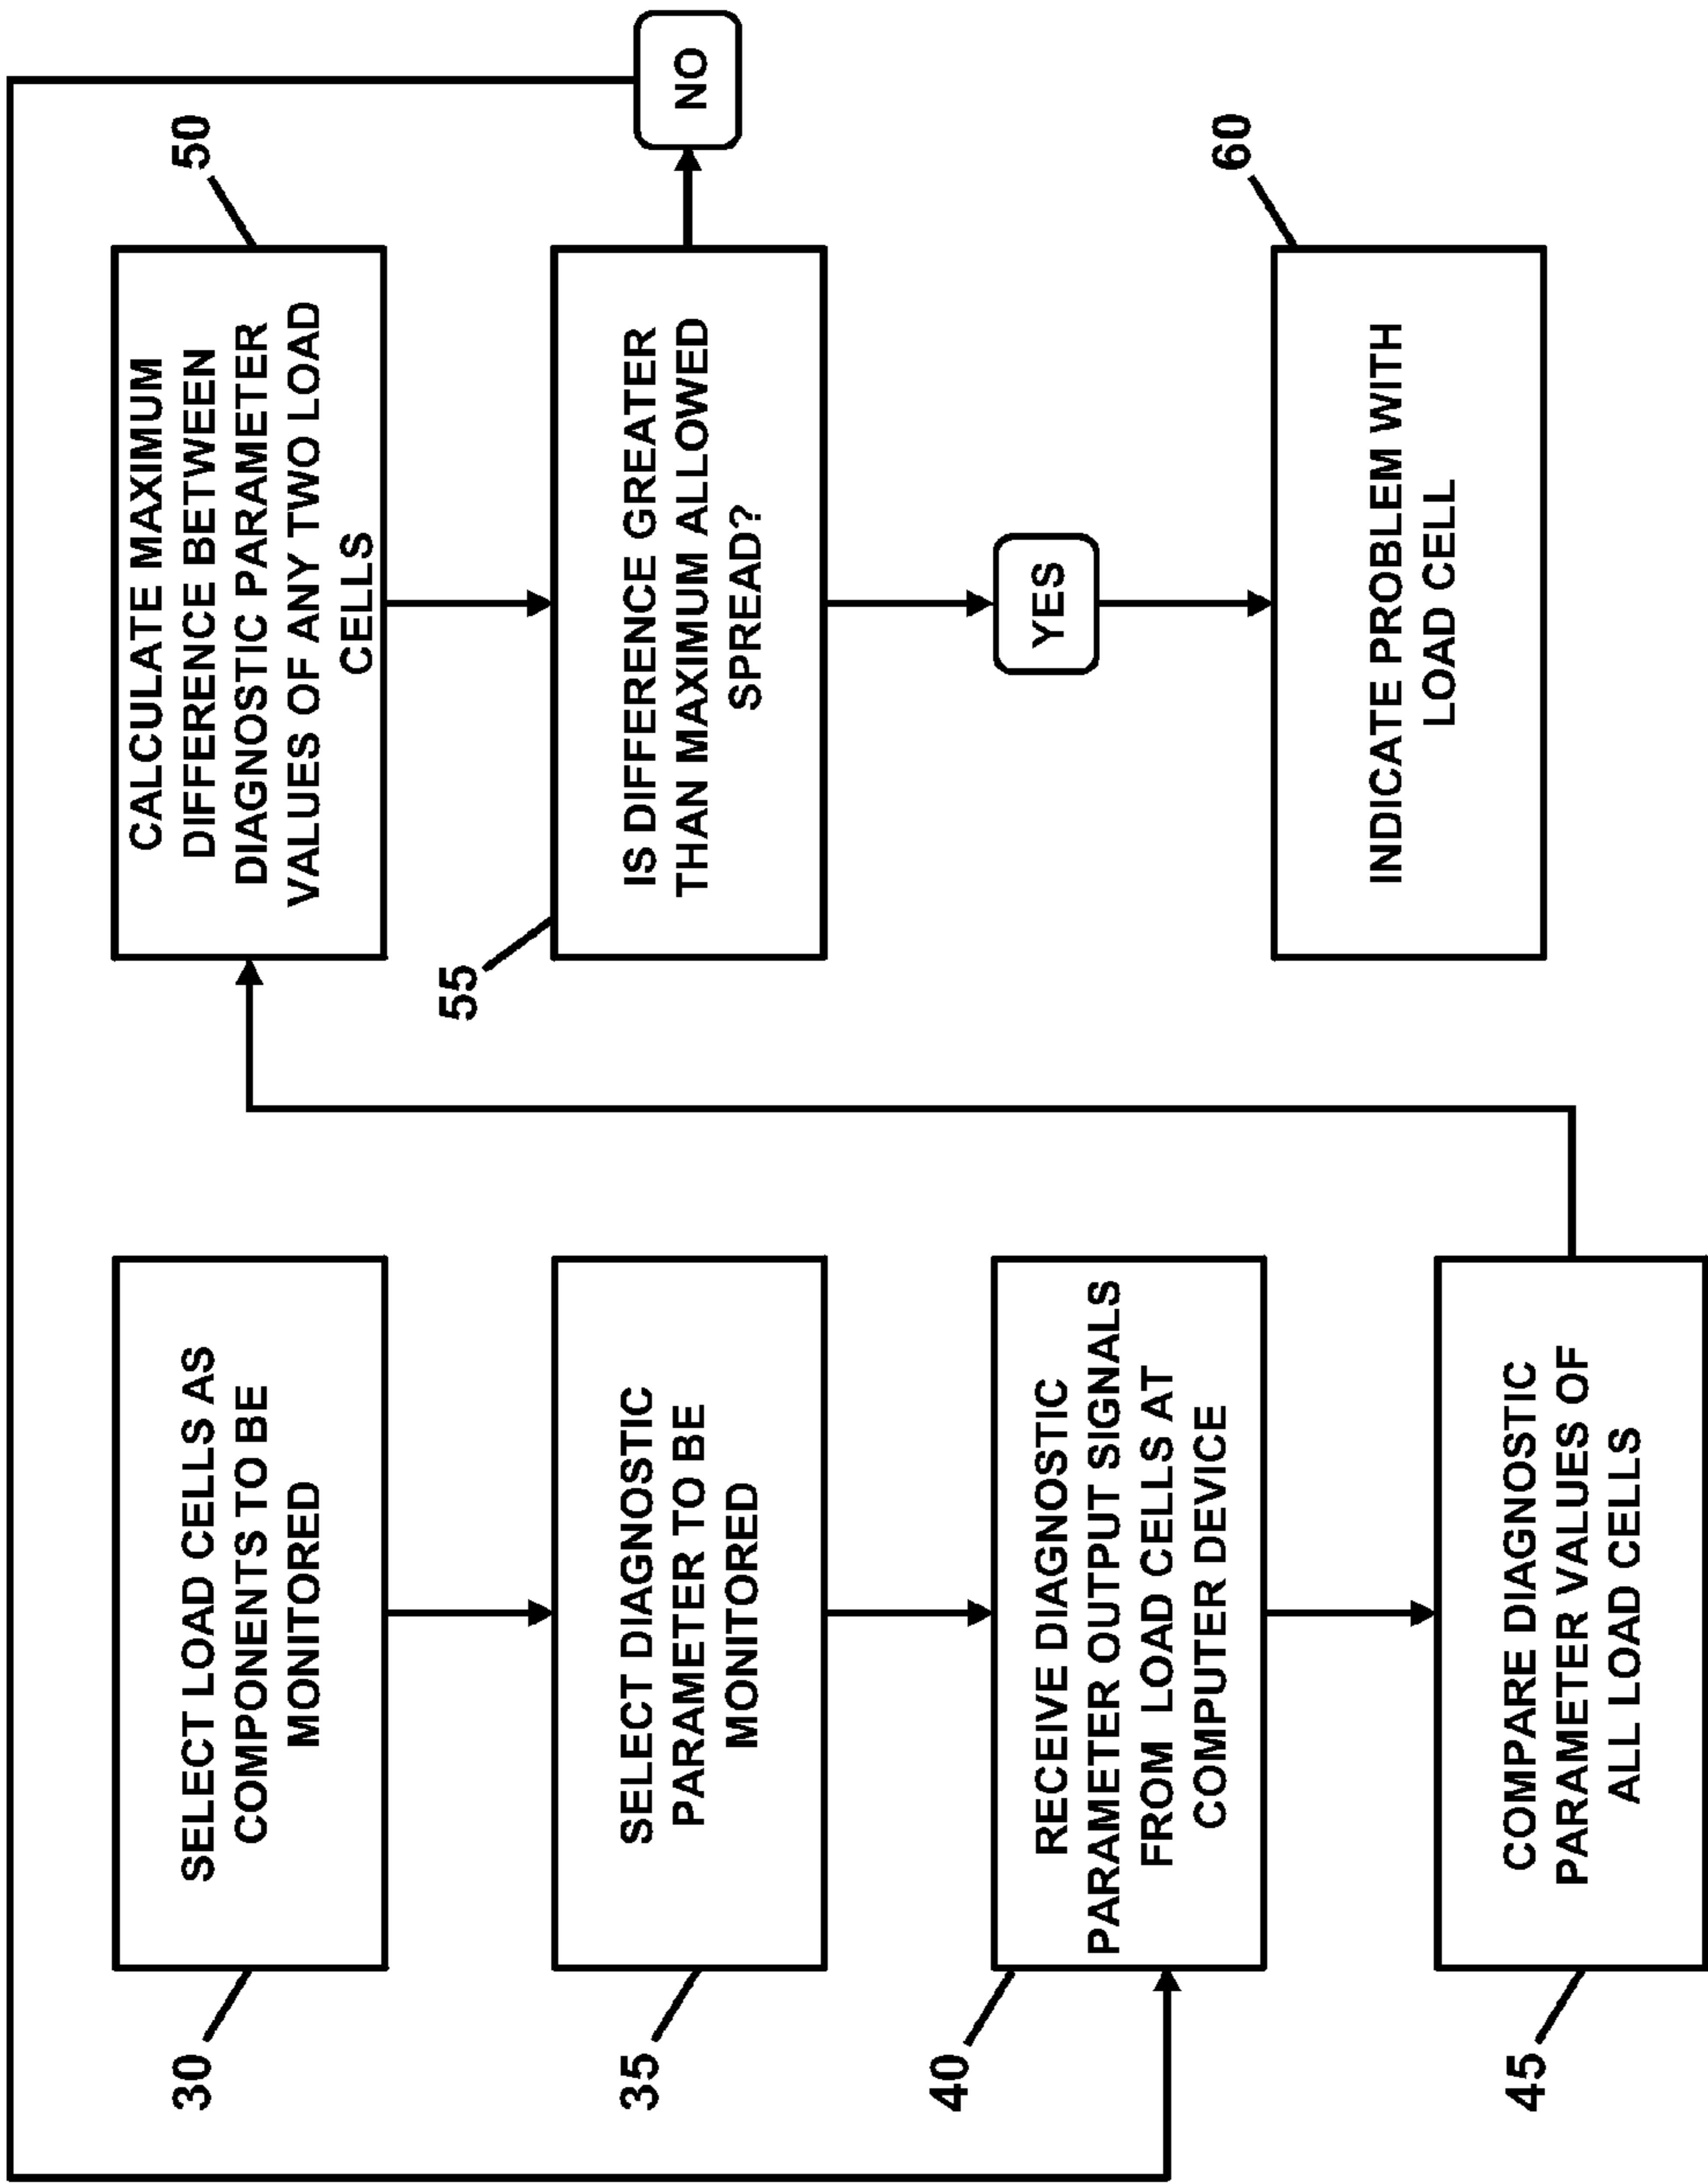 30
SELECT LOAD CELLS AS
COMPONENTS TO BE
MONITORED
35
SELECT DIAGNOSTIC
PARAMETER TO BE
MONITORED
40
RECEIVE DIAGNOSTIC
PARAMETER OUTPUT SIGNALS
FROM LOAD CELLS AT
COMPUTER DEVICE
45
COMPARE DIAGNOSTIC
PARAMETER VALUES OF
ALL LOAD CELLS
50
CALCULATE MAXIMUM
DIFFERENCE BETWEEN
DIAGNOSTIC PARAMETER
VALUES OF ANY TWO LOAD
CELLS
55
IS DIFFERENCE GREATER
THAN MAXIMUM ALLOWED
SPREAD?
NO
YES
60
INDICATE PROBLEM WITH
LOAD CELL